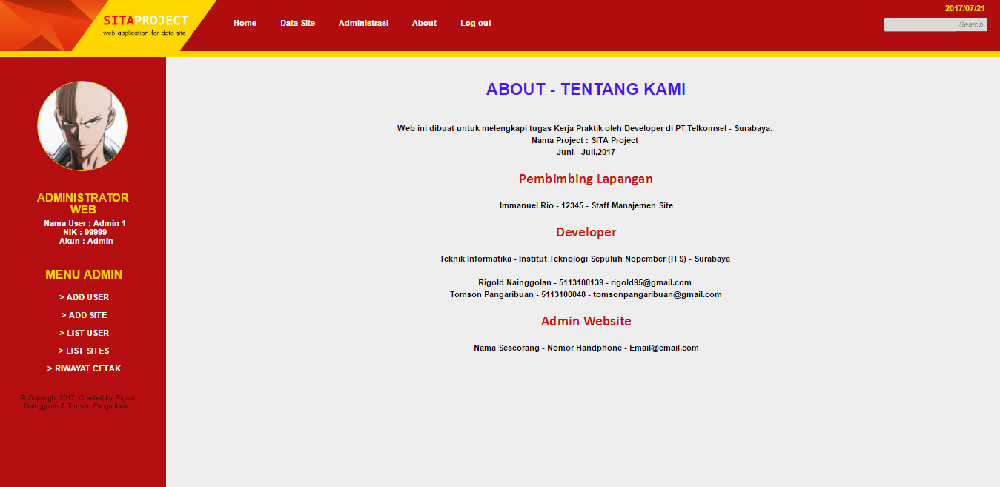 SITAPROJECT
web application for data site
Home Data Site Administrasi About Log out
2017/07/21
Search
ADMINISTRATOR
WEB
Nama User : Admin 1
NIK : 99999
Akun : Admin
MENU ADMIN
> ADD USER
> ADD SITE
> LIST USER
> LIST SITES
> RIWAYAT CETAK
© Copyright 2017. Created by Rigold
Nainggolan & Tomson Pangaribuan
ABOUT - TENTANG KAMI
Web ini dibuat untuk melengkapi tugas Kerja Praktik oleh Developer di PT.Telkomsel - Surabaya.
Nama Project : SITA Project
Juni - Juli,2017
Pembimbing Lapangan
Immanuel Rio - 12345 - Staff Manajemen Site
Developer
Teknik Informatika - Institut Teknologi Sepuluh Nopember (ITS) - Surabaya
Rigold Nainggolan - 5113100139 - rigold95@gmail.com
Tomson Pangaribuan - 5113100048 - tomsonpangaribuan@gmail.com
Admin Website
Nama Seseorang - Nomor Handphone - Email@email.com